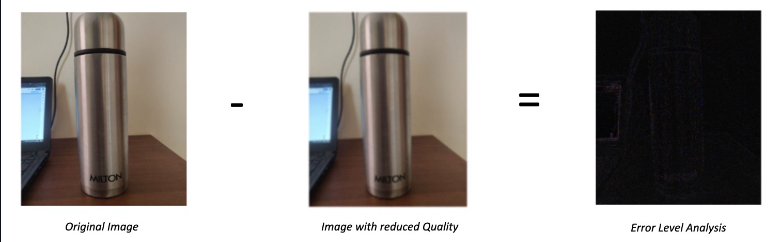 MILTON
-
MILTON
=
Original Image
Image with reduced Quality
Error Level Analysis